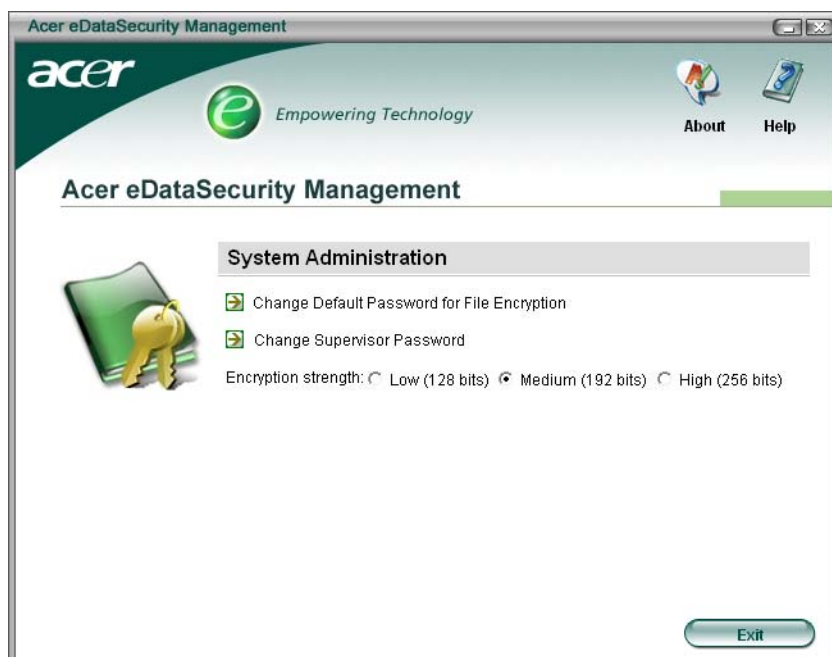 Acer eDataSecurity Management
acer
e Empowering Technology
About Help
Acer eDataSecurity Management
System Administration
Change Default Password for File Encryption
Change Supervisor Password
Encryption strength: Low (128 bits) Medium (192 bits) High (256 bits)
Exit